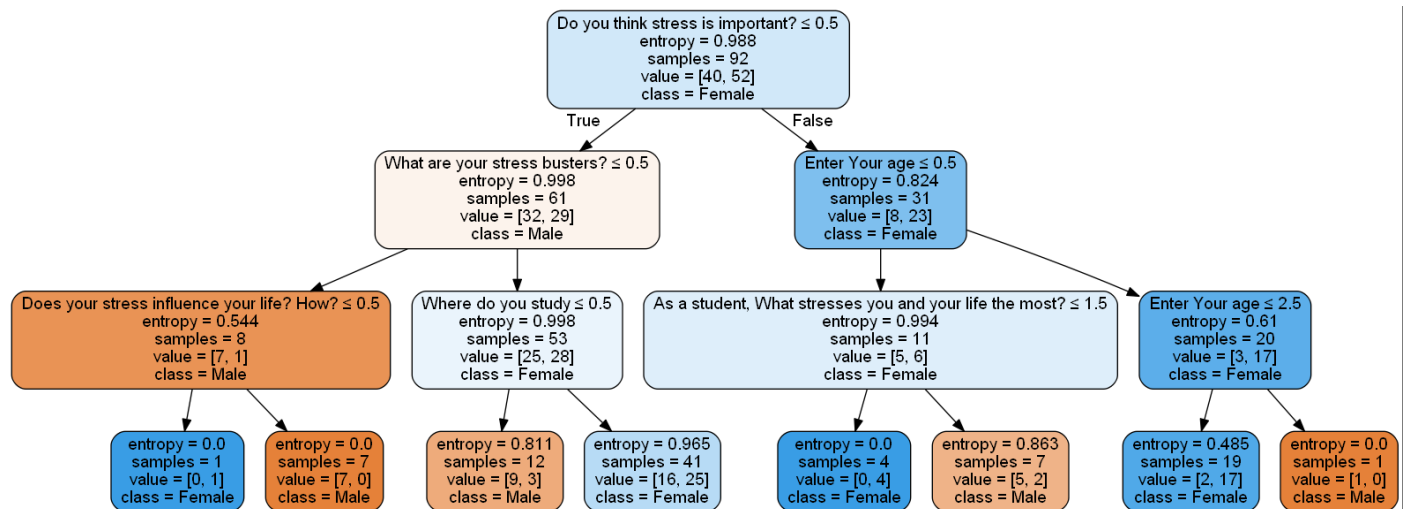 Do you think stress is important? ≤ 0.5
entropy = 0.988
samples = 92
value = [40, 52]
class = Female
True
False
What are your stress busters? ≤ 0.5
entropy = 0.998
samples = 61
value = [32, 29]
class = Male
Enter Your age ≤ 0.5
entropy = 0.824
samples = 31
value = [8, 23]
class = Female
Does your stress influence your life? How? ≤ 0.5
entropy = 0.544
samples = 8
value = [7, 1]
class = Male
Where do you study ≤ 0.5
entropy = 0.998
samples = 53
value = [25, 28]
class = Female
As a student, What stresses you and your life the most? ≤ 1.5
entropy = 0.994
samples = 11
value = [5, 6]
class = Female
Enter Your age ≤ 2.5
entropy = 0.61
samples = 20
value = [3, 17]
class = Female
entropy = 0.0
samples = 1
value = [0, 1]
class = Female
entropy = 0.0
samples = 7
value = [7, 0]
class = Male
entropy = 0.811
samples = 12
value = [9, 3]
class = Male
entropy = 0.965
samples = 41
value = [16, 25]
class = Female
entropy = 0.0
samples = 4
value = [0, 4]
class = Female
entropy = 0.863
samples = 7
value = [5, 2]
class = Male
entropy = 0.485
samples = 19
value = [2, 17]
class = Female
entropy = 0.0
samples = 1
value = [1, 0]
class = Male